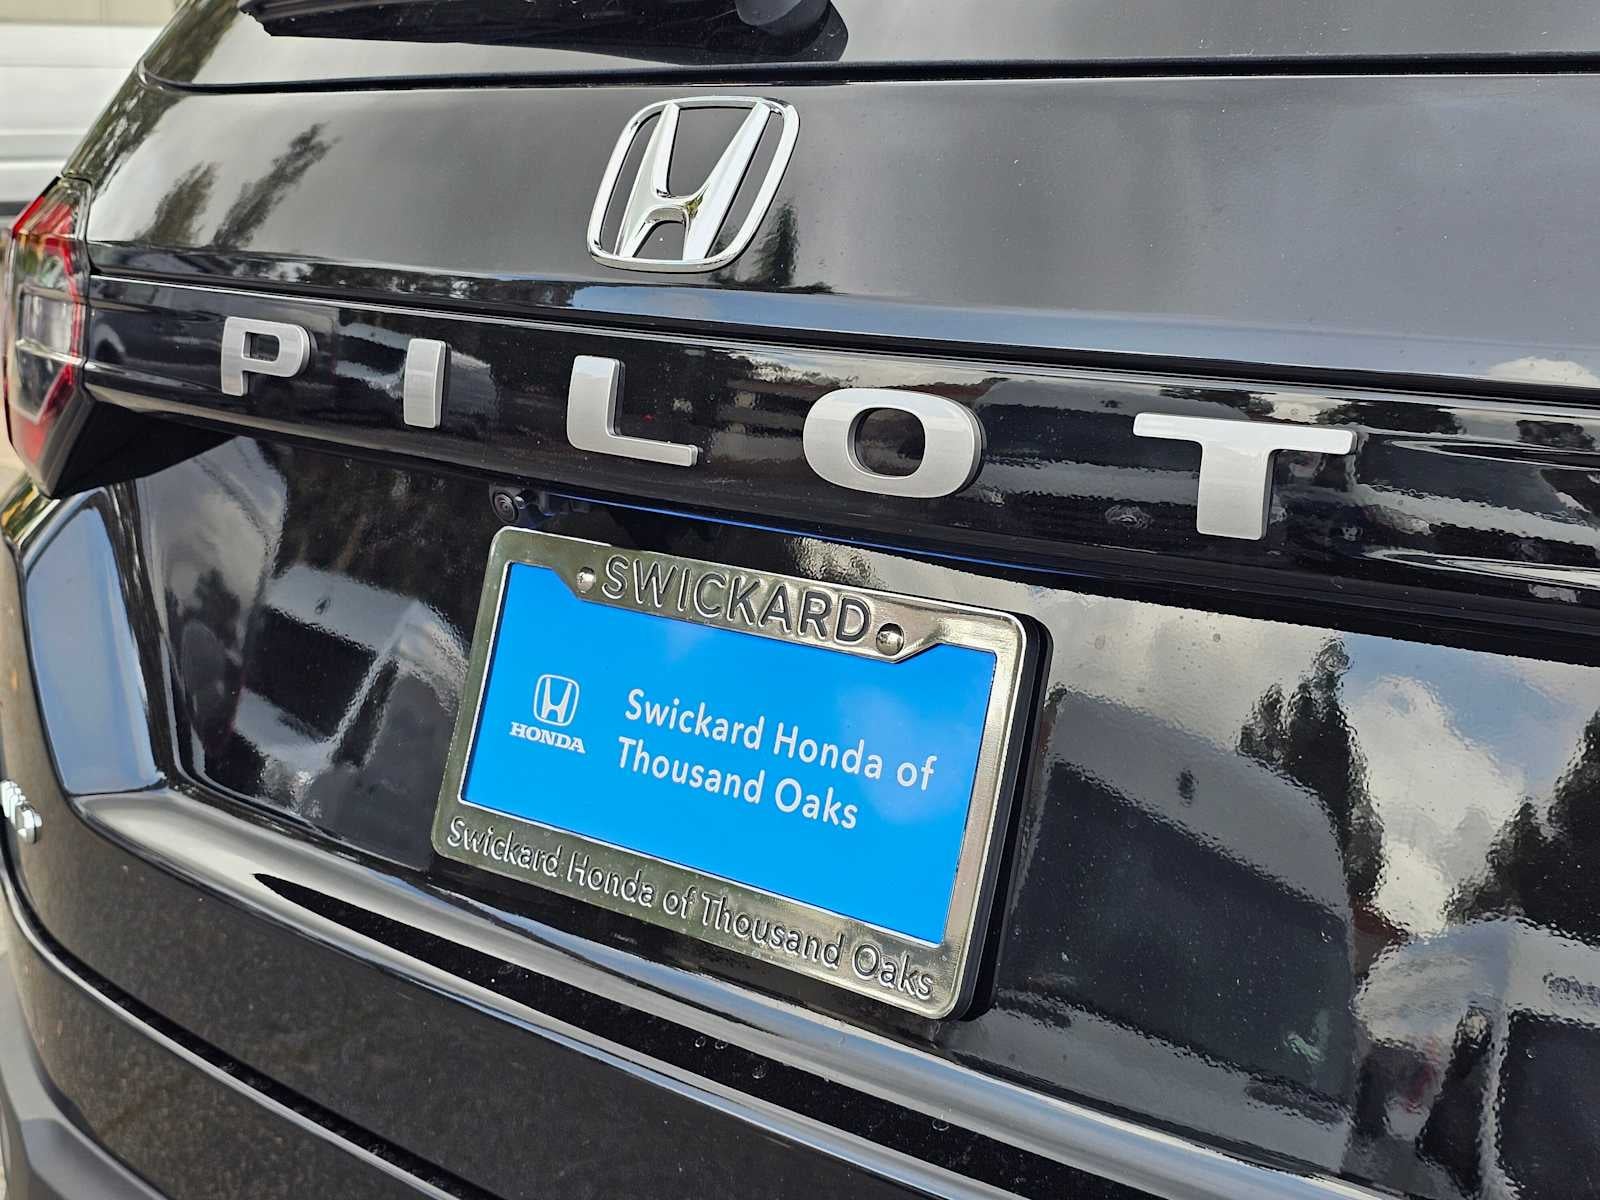 PILOT
SWICKARD
HONDA
Swickard Honda of
Thousand Oaks
Swickard Honda of Thousand Oaks